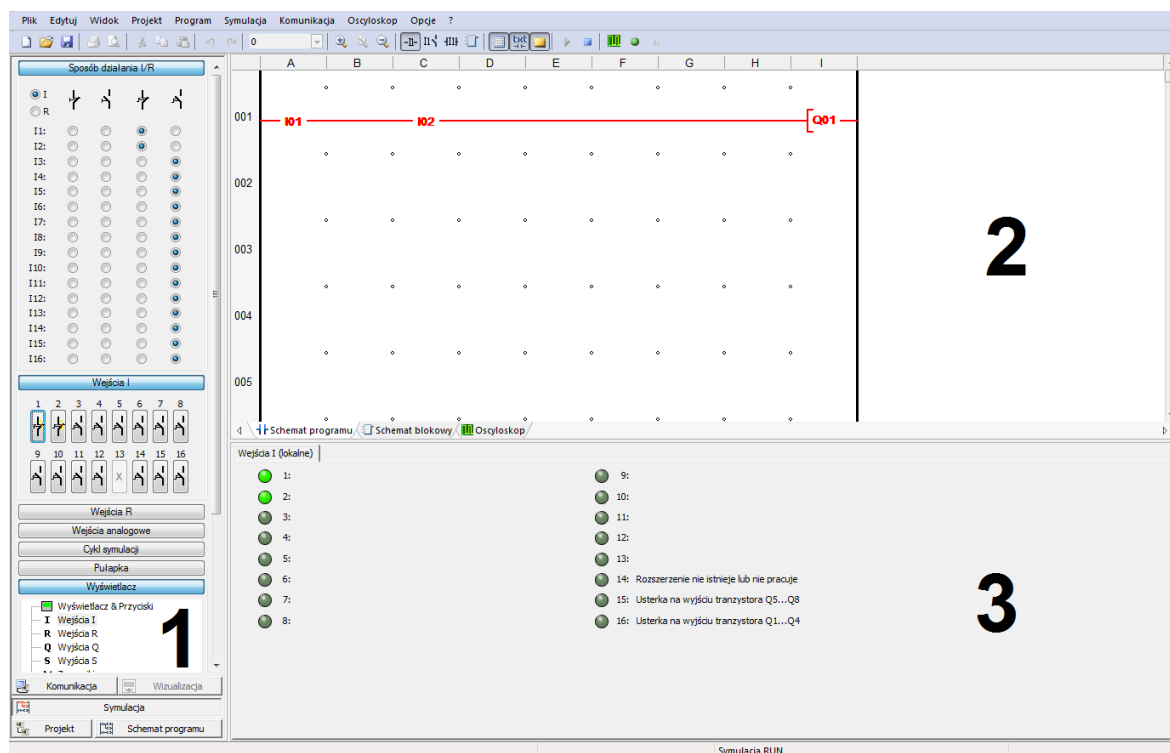 Plik Edytuj Widok Projekt Program Symulacja Komunikacja Oscyloskop Opcje ?
0
Sposób działania I/R
I
R
I1:
I2:
I3:
I4:
I5:
I6:
I7:
I8:
I9:
I10:
I11:
I12:
I13:
I14:
I15:
I16:
Wejścia I
1 2 3 4 5 6 7 8
9 10 11 12 13 14 15 16
X
Wejścia R
Wejścia analogowe
Cykl symulacji
Pułapka
Wyświetlacz
Wyświetlacz & Przyciski
I Wejścia I
R Wejścia R
Q Wyjścia Q
S Wyjścia S
1
Komunikacja Wizualizacja
Symulacja
Projekt Schemat programu
A B C D E F G H I
001 I01 I02 Q01
002
003
004
005
2
Schemat programu Schemat blokowy Oscyloskop
Wejścia I (lokalne)
1: 9:
2: 10:
3: 11:
4: 12:
5: 13:
6: 14: Rozszerzenie nie istnieje lub nie pracuje
7: 15: Usterka na wyjściu tranzystora Q5...Q8
8: 16: Usterka na wyjściu tranzystora Q1...Q4
3
Symulacja RUN